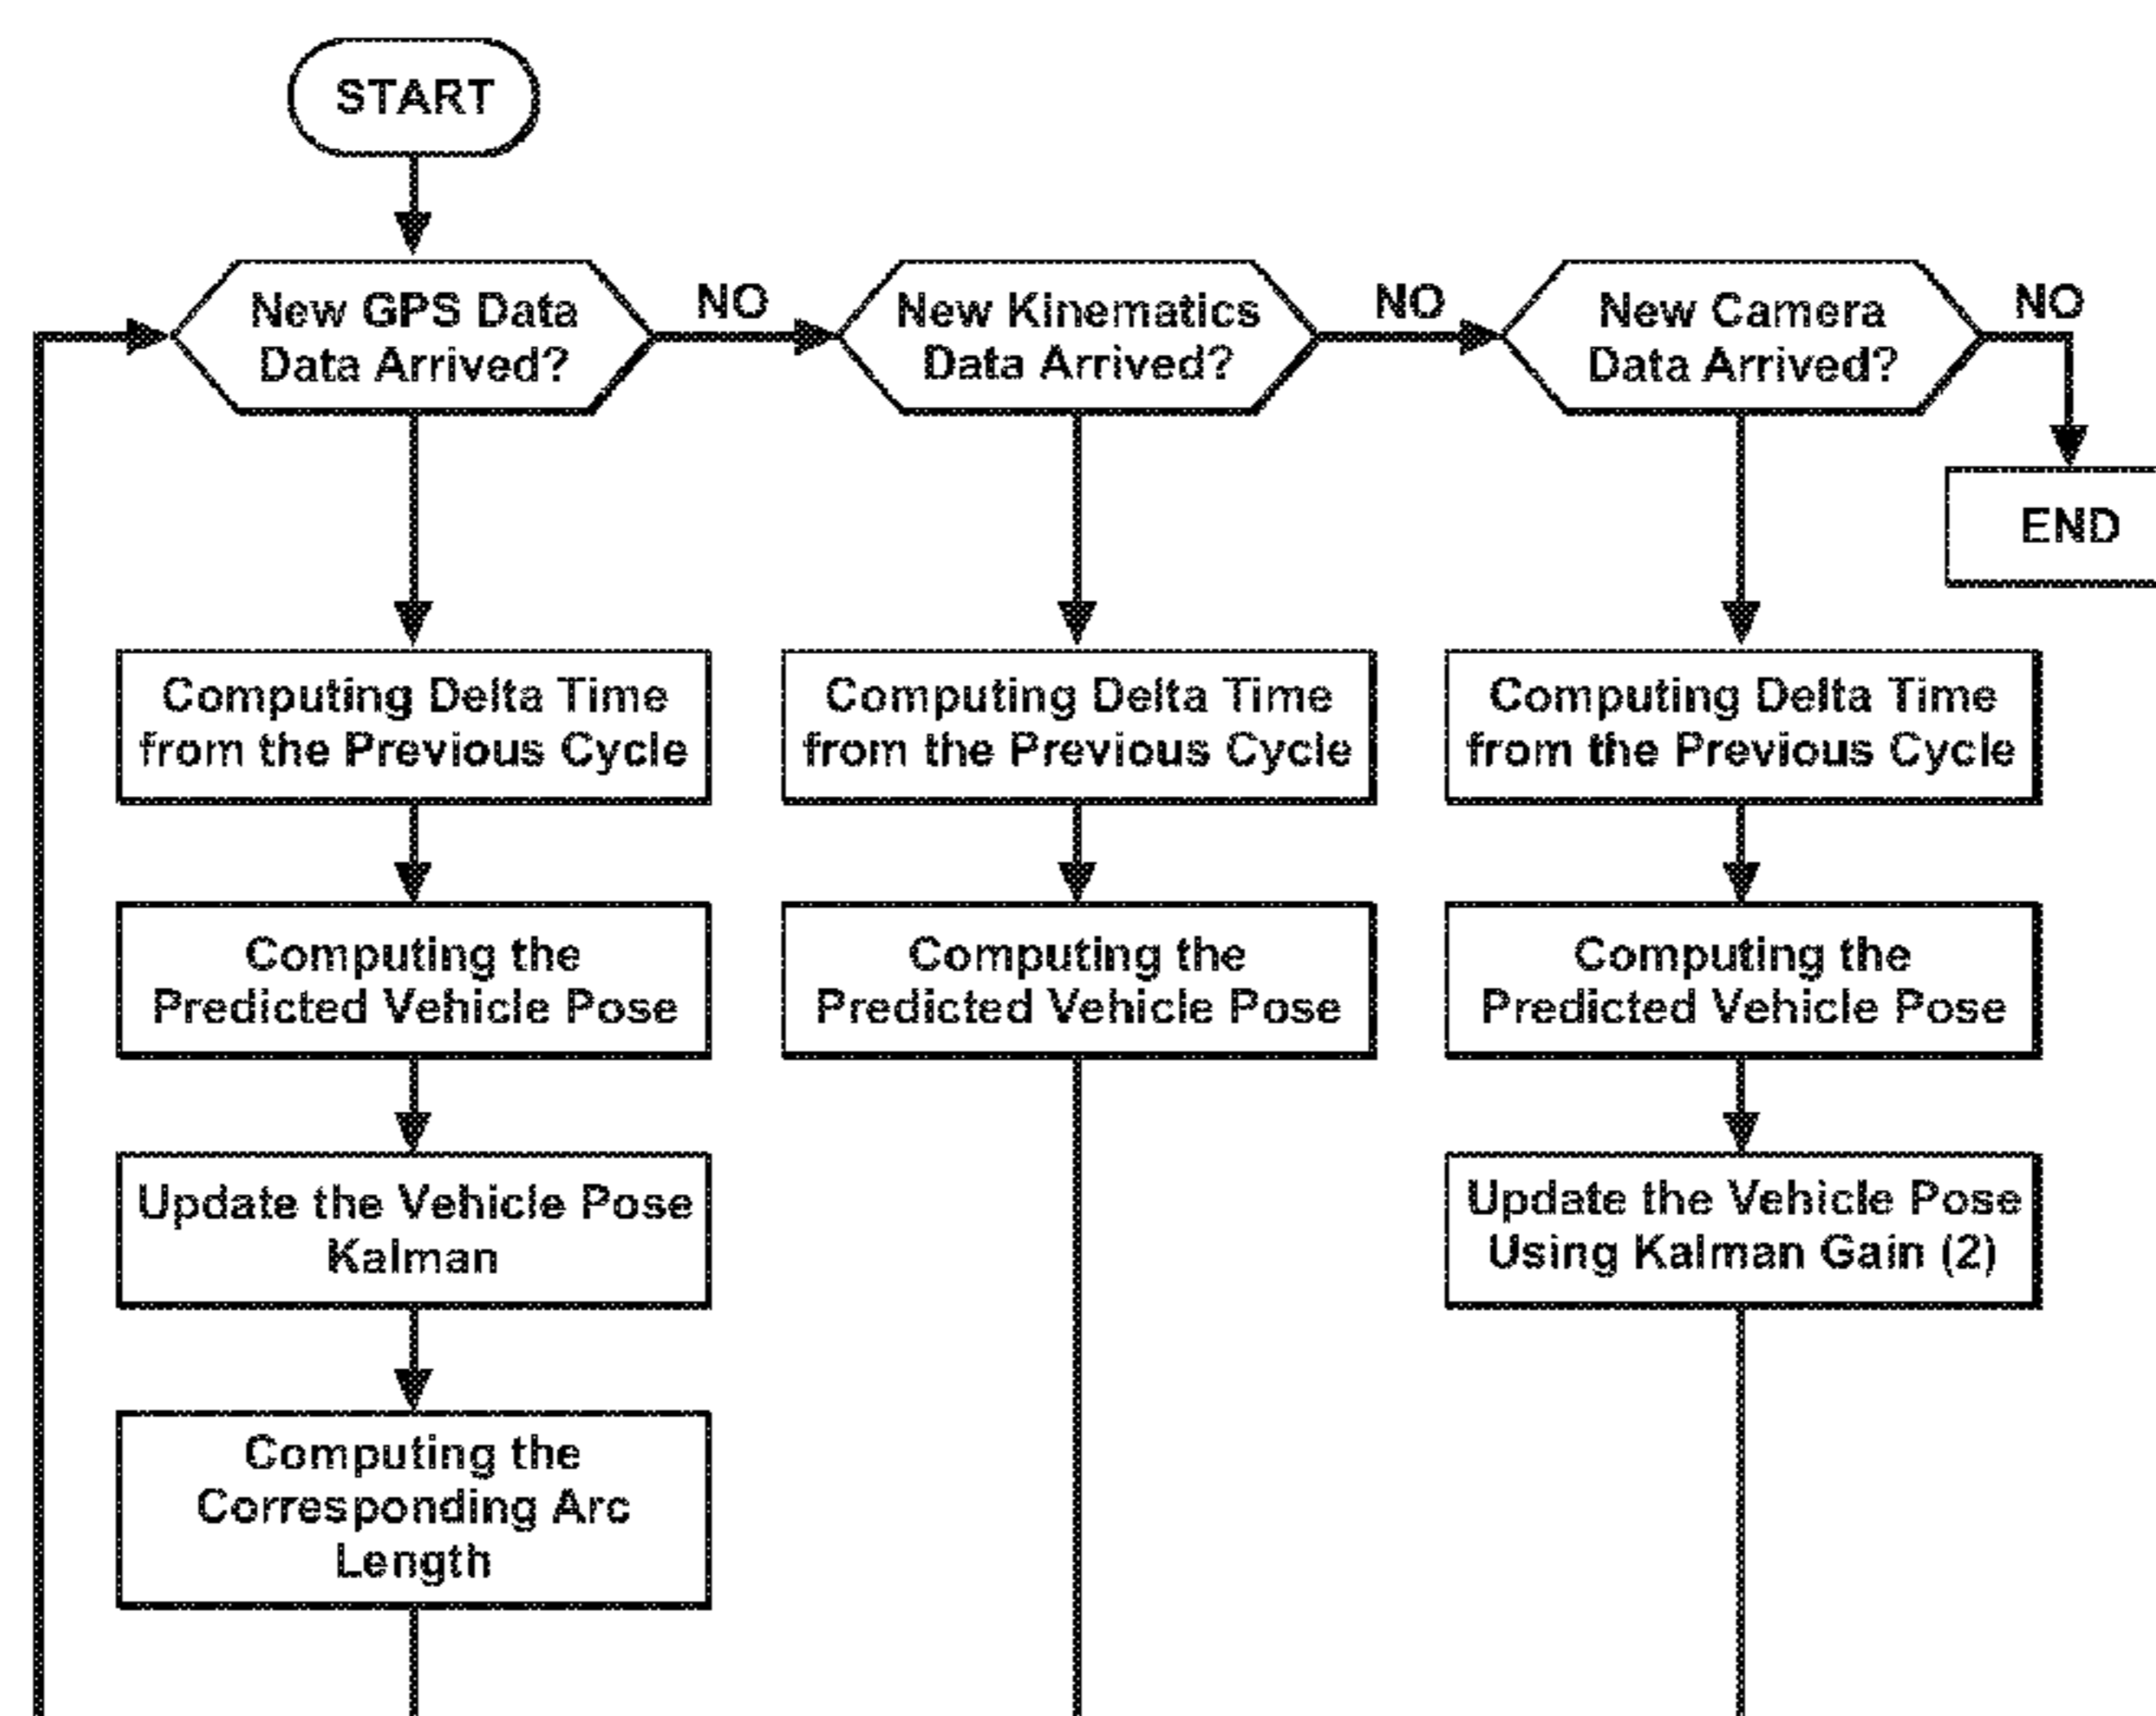 START
New GPS Data
Data Arrived?
NO
New Kinematics
Data Arrived?
NO
New Camera
Data Arrived?
NO
END
Computing Delta Time
from the Previous Cycle
Computing Delta Time
from the Previous Cycle
Computing Delta Time
from the Previous Cycle
Computing the
Predicted Vehicle Pose
Computing the
Predicted Vehicle Pose
Computing the
Predicted Vehicle Pose
Update the Vehicle Pose
Kalman
Update the Vehicle Pose
Using Kalman Gain (2)
Computing the
Corresponding Arc
Length